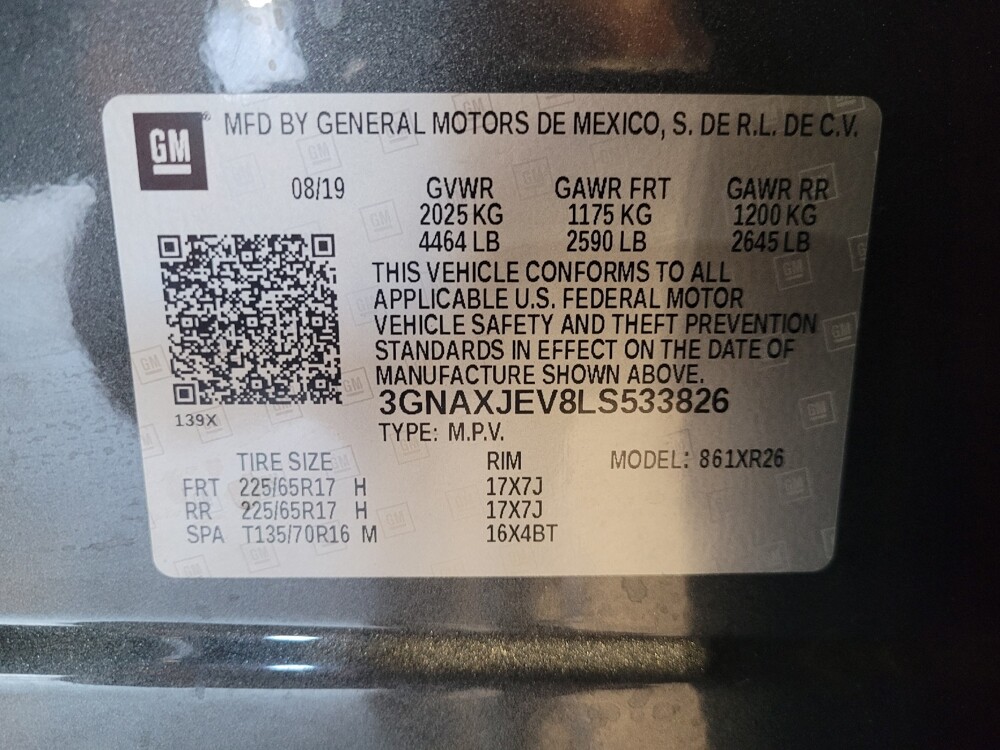 GM MFD BY GENERAL MOTORS DE MEXICO, S. DE R.L. DE C.V.
08/19 GVWR GAWR FRT GAWR RR
2025 KG 1175 KG 1200 KG
4464 LB 2590 LB 2645 LB
THIS VEHICLE CONFORMS TO ALL
APPLICABLE U.S. FEDERAL MOTOR
VEHICLE SAFETY AND THEFT PREVENTION
STANDARDS IN EFFECT ON THE DATE OF
MANUFACTURE SHOWN ABOVE.
3GNAXJEV8LS533826
139X
TYPE: M.P.V.
TIRE SIZE RIM MODEL: 861XR26
FRT 225/65R17 H 17X7J
RR 225/65R17 H 17X7J
SPA T135/70R16 M 16X4BT